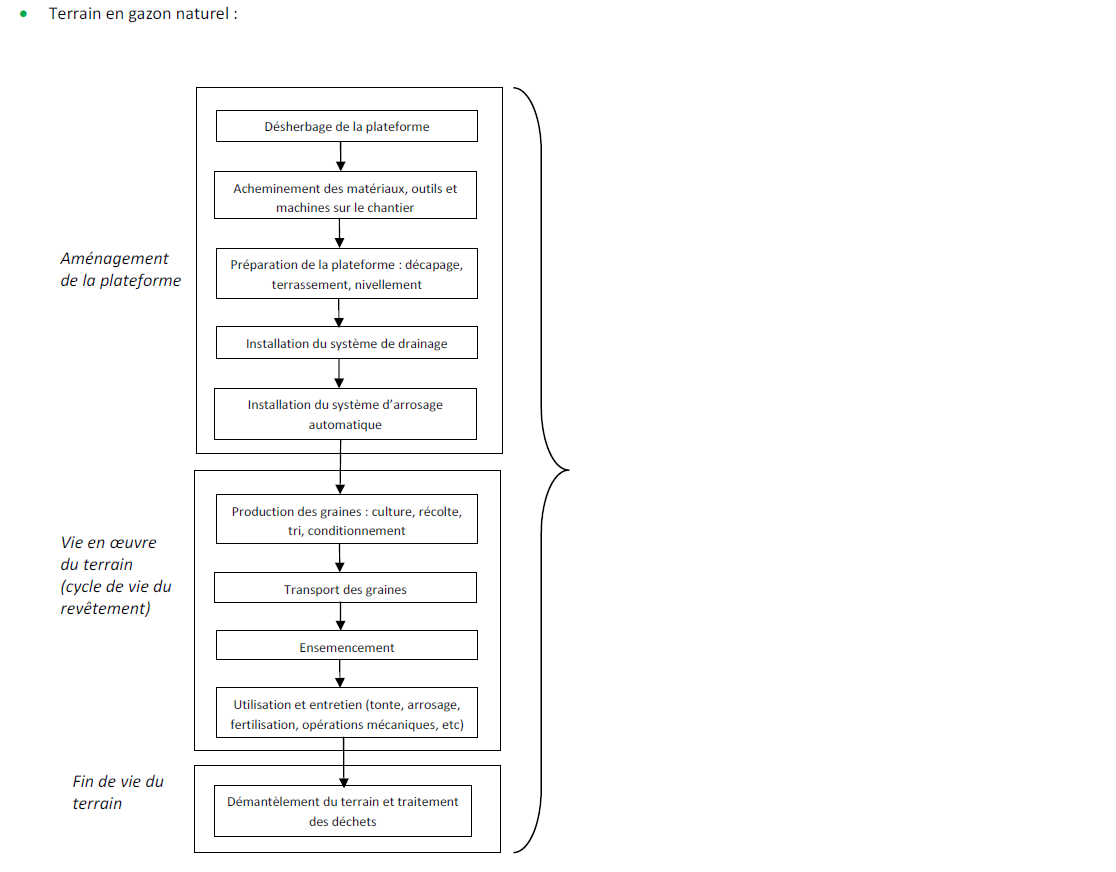 • Terrain en gazon naturel :
Désherbage de la plateforme
Acheminement des matériaux, outils et
machines sur le chantier
Aménagement
de la plateforme
Préparation de la plateforme : décapage,
terrassement, nivellement
Installation du système de drainage
Installation du système d’arrosage
automatique
Vie en œuvre
du terrain
(cycle de vie du
revêtement)
Production des graines : culture, récolte,
tri, conditionnement
Transport des graines
Ensemencement
Utilisation et entretien (tonte, arrosage,
fertilisation, opérations mécaniques, etc)
Fin de vie du
terrain
Démantèlement du terrain et traitement
des déchets